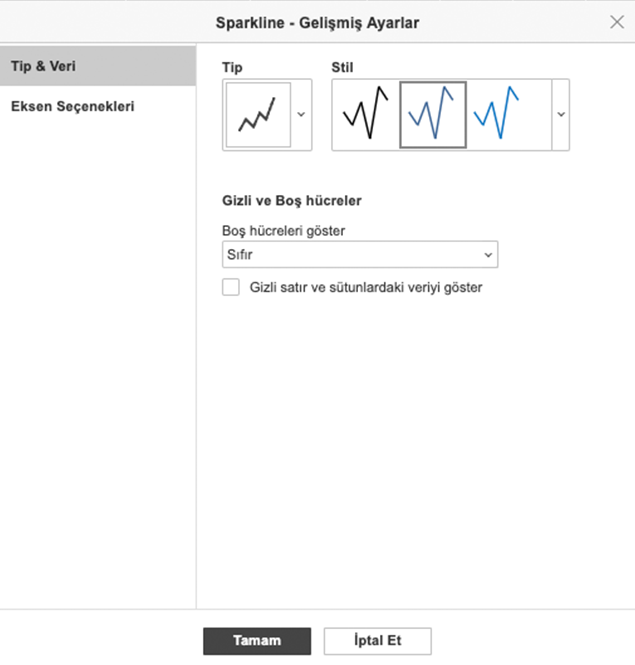 Sparkline - Gelişmiş Ayarlar
Tip & Veri
Eksen Seçenekleri
Tip
Stil
Gizli ve Boş hücreler
Boş hücreleri göster
Sıfır
Gizli satır ve sütunlardaki veriyi göster
Tamam
İptal Et